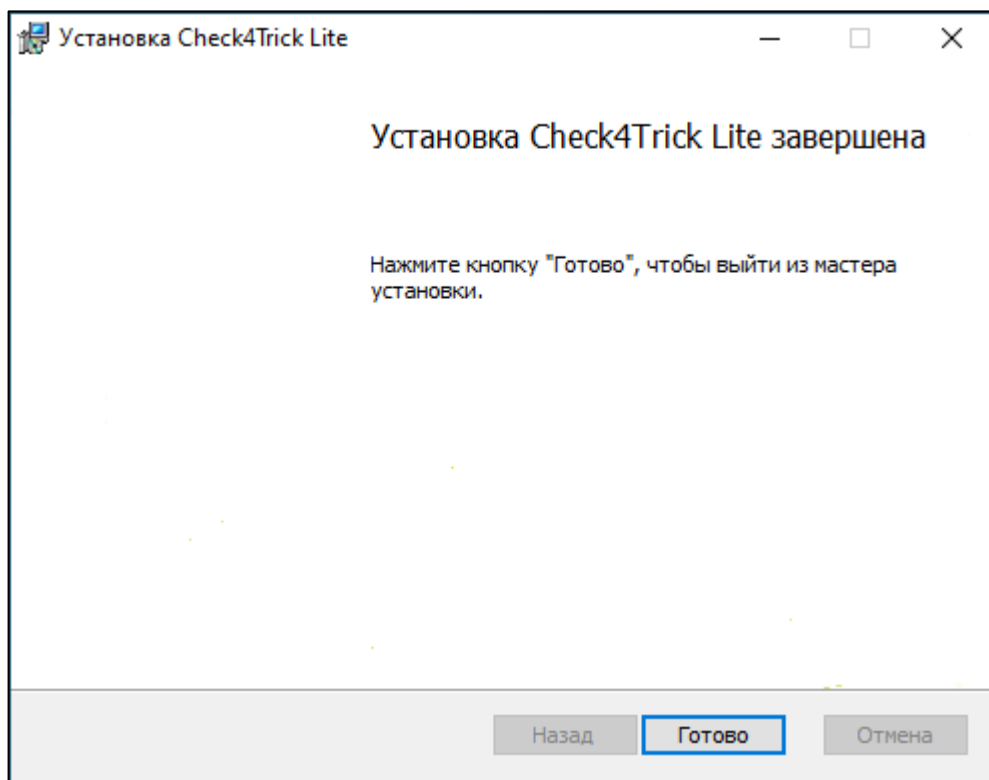 Установка Check4Trick Lite
Установка Check4Trick Lite завершена
Нажмите кнопку "Готово", чтобы выйти из мастера
установки.
Назад
Готово
Отмена